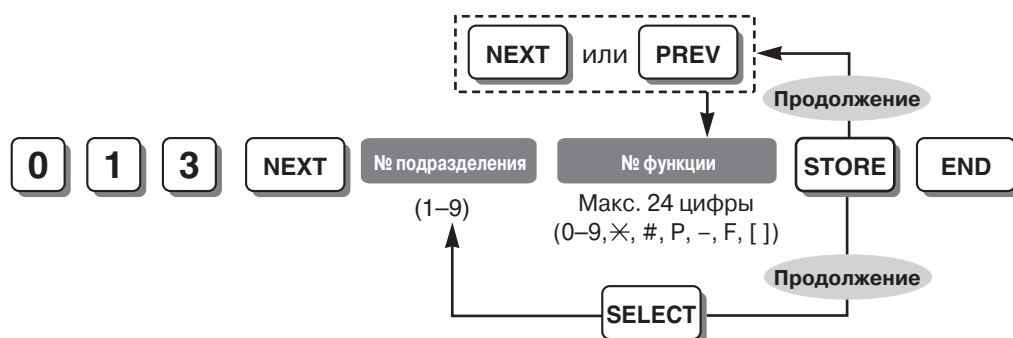 NEXT или PREV
Продолжение
0 1 3 NEXT № подразделения № функции STORE END
(1–9)
Макс. 24 цифры
(0–9, ✳, #, P, –, F, [ ])
Продолжение
SELECT